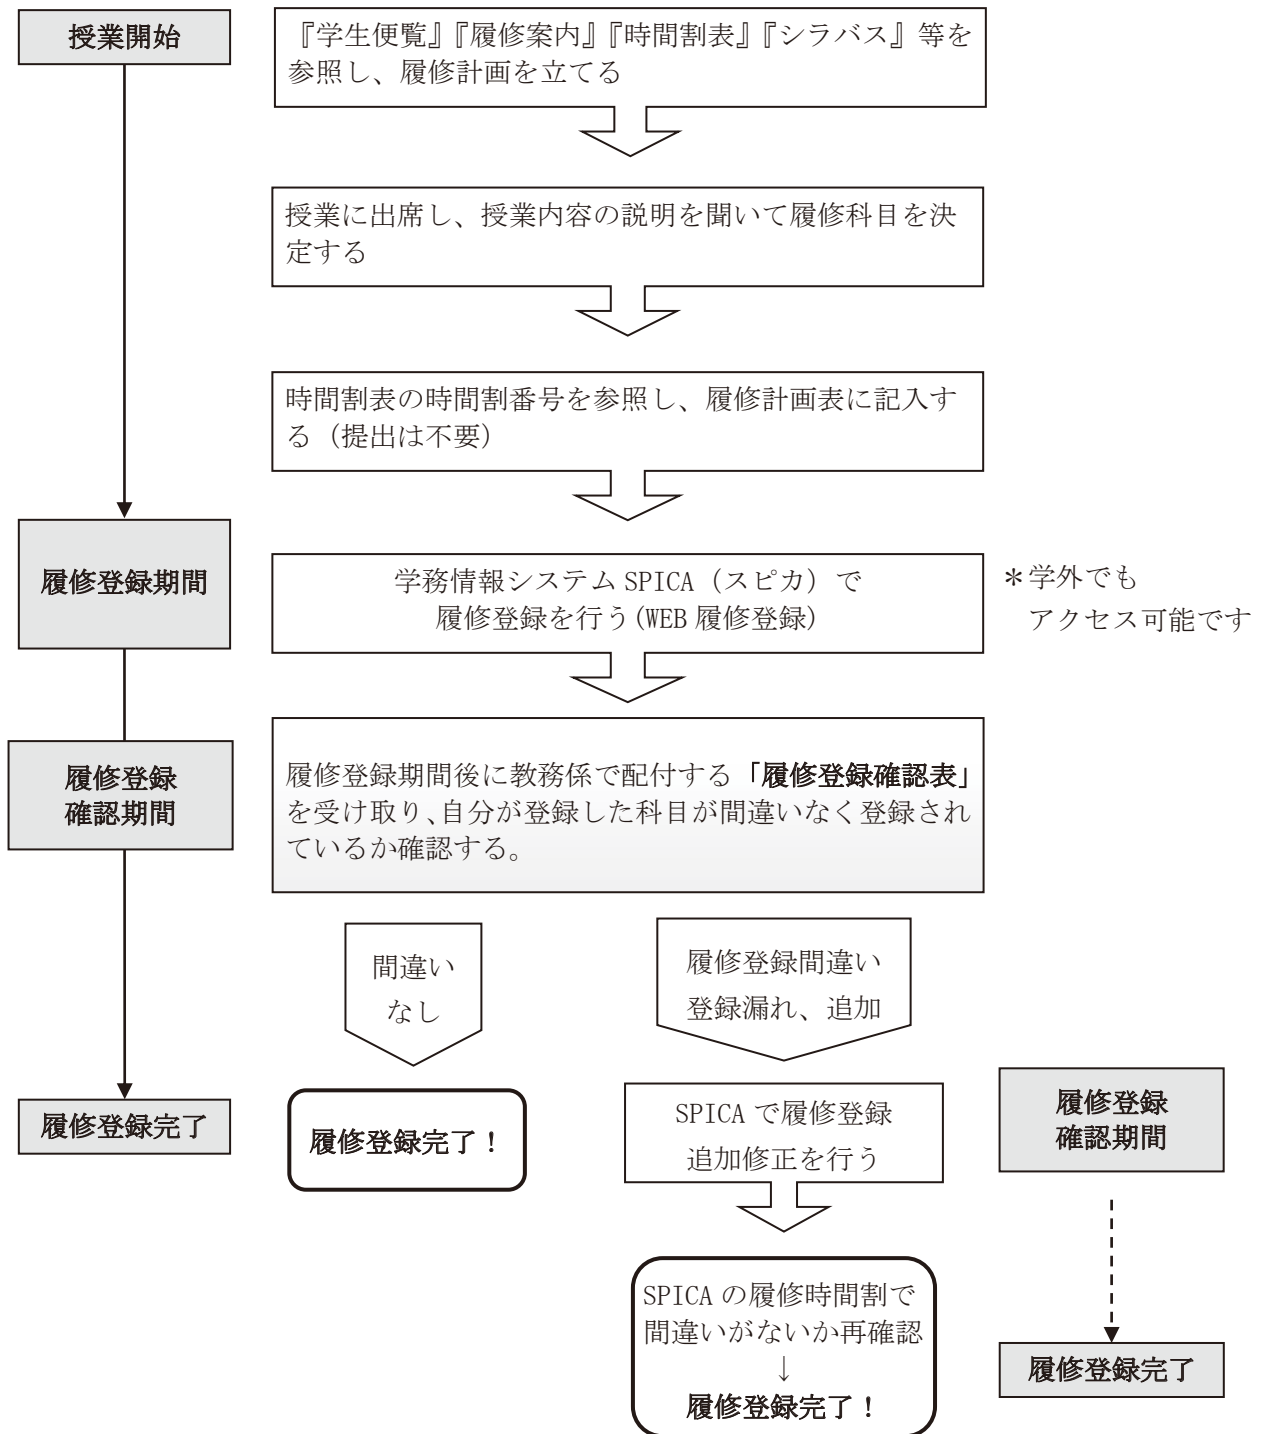 授業開始
『学生便覧』『履修案内』『時間割表』『シラバス』等を
参照し、履修計画を立てる
授業に出席し、授業内容の説明を聞いて履修科目を決
定する
時間割表の時間割番号を参照し、履修計画表に記入す
る（提出は不要）
履修登録期間
学務情報システム SPICA（スピカ）で
履修登録を行う(WEB 履修登録)
＊学外でも
アクセス可能です
履修登録
確認期間
履修登録期間後に教務係で配付する「履修登録確認表」
を受け取り、自分が登録した科目が間違いなく登録され
ているか確認する。
間違い
なし
履修登録間違い
登録漏れ、追加
履修登録完了
履修登録完了！
SPICA で履修登録
追加修正を行う
履修登録
確認期間
SPICA の履修時間割で
間違いがないか再確認
↓
履修登録完了！
履修登録完了